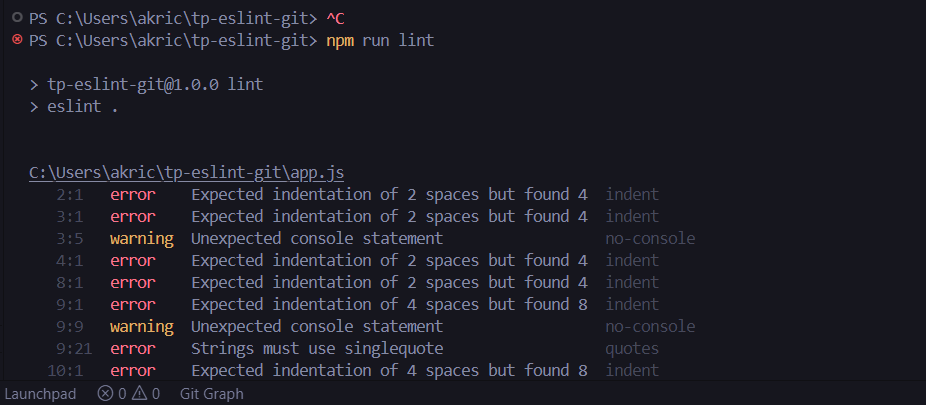 PS C:\Users\akric\tp-eslint-git> ^C
PS C:\Users\akric\tp-eslint-git> npm run lint
> tp-eslint-git@1.0.0 lint
> eslint .
C:\Users\akric\tp-eslint-git\app.js
2:1 error Expected indentation of 2 spaces but found 4 indent
3:1 error Expected indentation of 2 spaces but found 4 indent
3:5 warning Unexpected console statement no-console
4:1 error Expected indentation of 2 spaces but found 4 indent
8:1 error Expected indentation of 2 spaces but found 4 indent
9:1 error Expected indentation of 4 spaces but found 8 indent
9:9 warning Unexpected console statement no-console
9:21 error Strings must use singlequote quotes
10:1 error Expected indentation of 4 spaces but found 8 indent
Launchpad 0 0 Git Graph